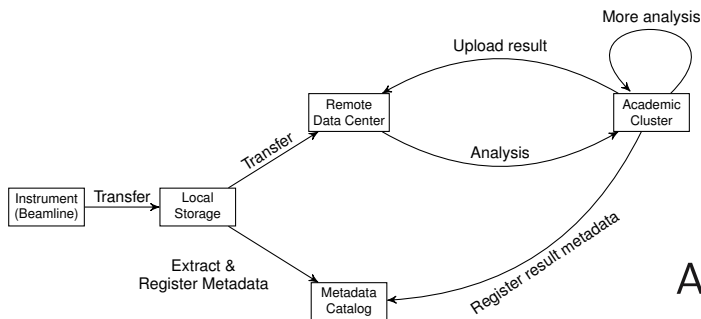 More analysis
Upload result
Remote
Data Center
Academic
Cluster
Transfer
Analysis
Instrument
(Beamline)
Transfer
Local
Storage
Extract &
Register Metadata
Register result metadata
Metadata
Catalog
A